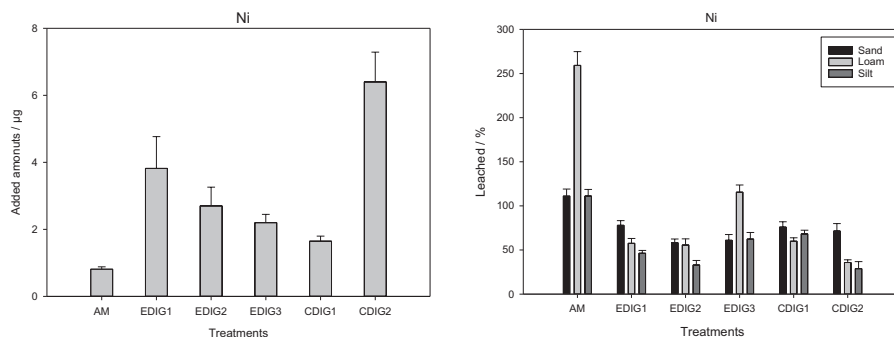 Ni
8
6
4
2
0
Added amonuts / µg
AM EDIG1 EDIG2 EDIG3 CDIG1 CDIG2
Treatments
Ni
300
250
200
150
100
50
0
Leached / %
Sand
Loam
Silt
AM EDIG1 EDIG2 EDIG3 CDIG1 CDIG2
Treatments